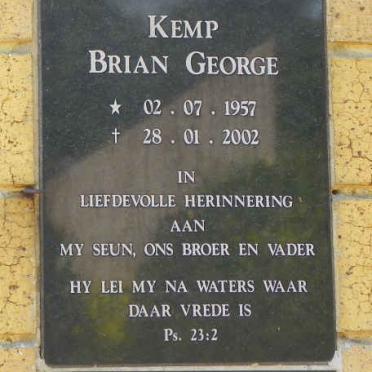 KEMP
BRIAN GEORGE
★ 02 . 07 . 1957
† 28 . 01 . 2002
IN
LIEFDEVOLLE HERINNERING
AAN
MY SEUN, ONS BROER EN VADER
HY LEI MY NA WATERS WAAR
DAAR VREDE IS
Ps. 23:2